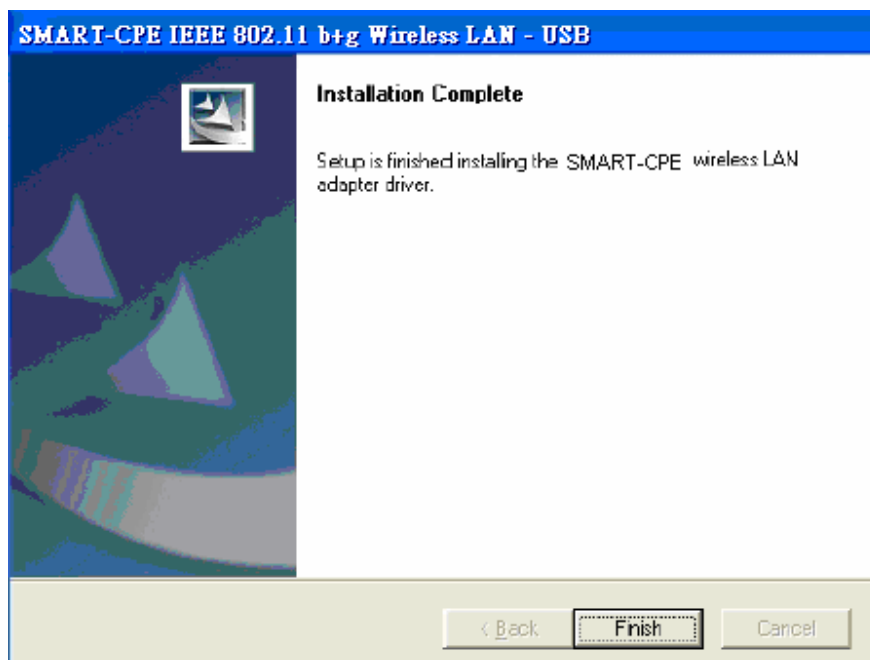 SMART-CPE IEEE 802.11 b+g Wireless LAN - USB
Installation Complete
Setup is finished installing the SMART-CPE wireless LAN
adapter driver.
< Back
Finish
Cancel